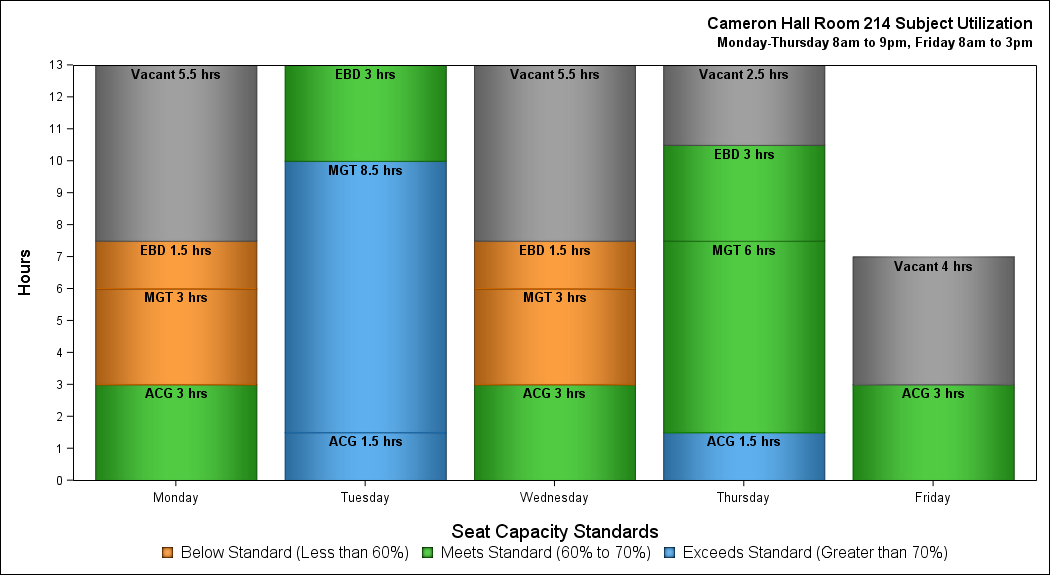 Cameron Hall Room 214 Subject Utilization
Monday-Thursday 8am to 9pm, Friday 8am to 3pm
Hours
13
12
11
10
9
8
7
6
5
4
3
2
1
0
Vacant 5.5 hrs
EBD 1.5 hrs
MGT 3 hrs
ACG 3 hrs
EBD 3 hrs
MGT 8.5 hrs
ACG 1.5 hrs
Vacant 5.5 hrs
EBD 1.5 hrs
MGT 3 hrs
ACG 3 hrs
Vacant 2.5 hrs
EBD 3 hrs
MGT 6 hrs
ACG 1.5 hrs
Vacant 4 hrs
ACG 3 hrs
Monday Tuesday Wednesday Thursday Friday
Seat Capacity Standards
Below Standard (Less than 60%) Meets Standard (60% to 70%) Exceeds Standard (Greater than 70%)